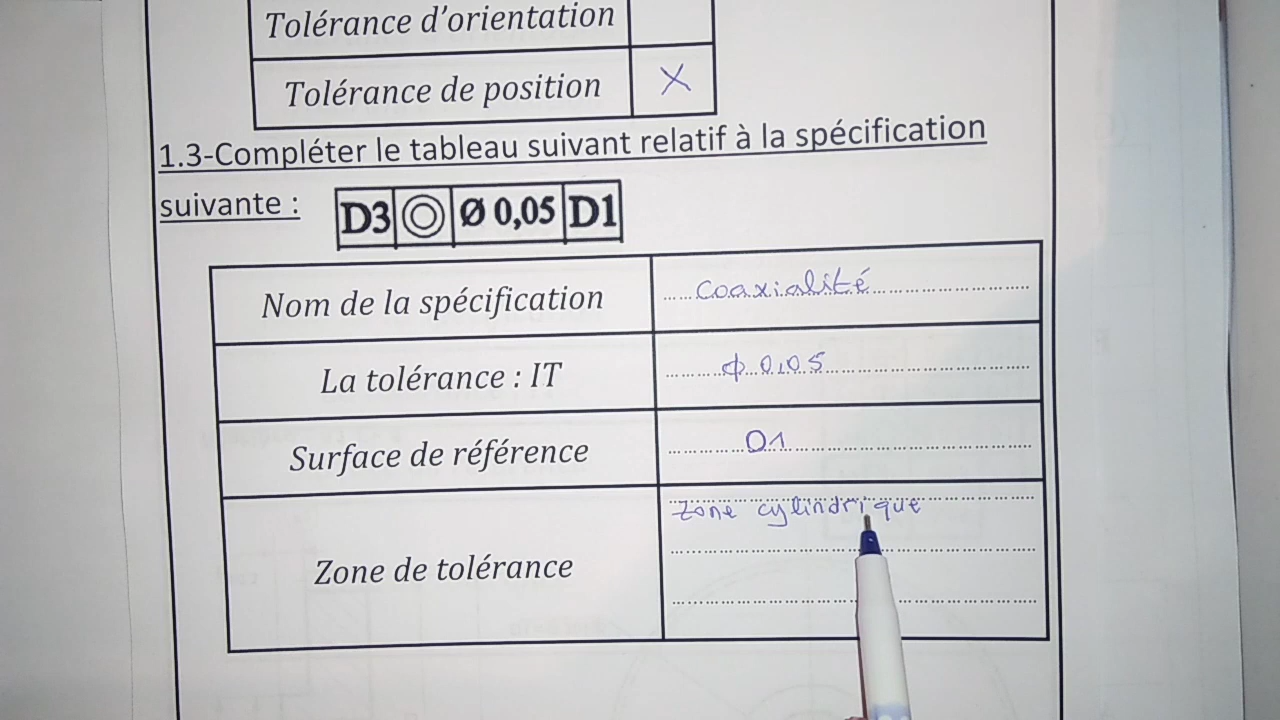 Tolérance d'orientation
Tolérance de position X
1.3-Compléter le tableau suivant relatif à la spécification
suivante : D3 ◎ Ø 0,05 D1
Nom de la spécification ......coaxialité..............................
La tolérance : IT ..........ϕ 0,05..............................
Surface de référence .............D1..............................
Zone de tolérance
Zone cylindrique